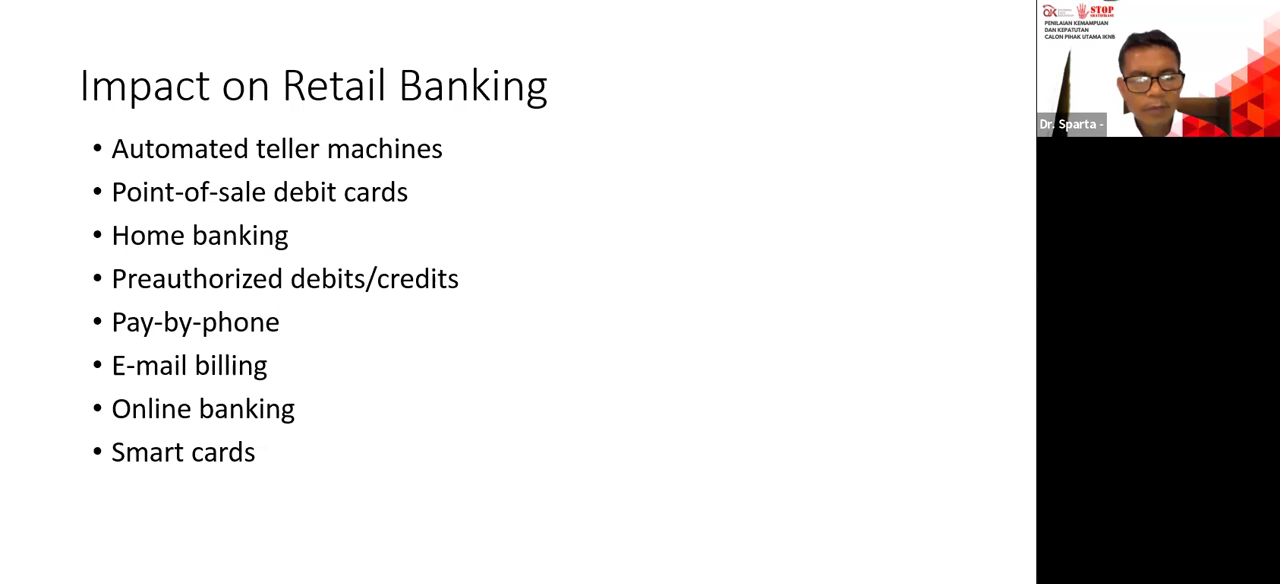 Impact on Retail Banking
• Automated teller machines
• Point-of-sale debit cards
• Home banking
• Preauthorized debits/credits
• Pay-by-phone
• E-mail billing
• Online banking
• Smart cards
STOP
PENILAIAN KEMAMPUAN
DAN KEPATUTAN
CALON PIHAK UTAMA IKNB
Dr. Sparta -